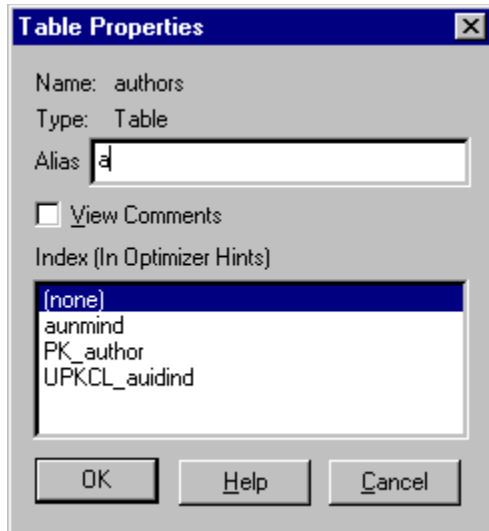 Table Properties
Name: authors
Type: Table
Alias a
View Comments
Index (In Optimizer Hints)
(none)
aunmind
PK_author
UPKCL_auidind
OK Help Cancel